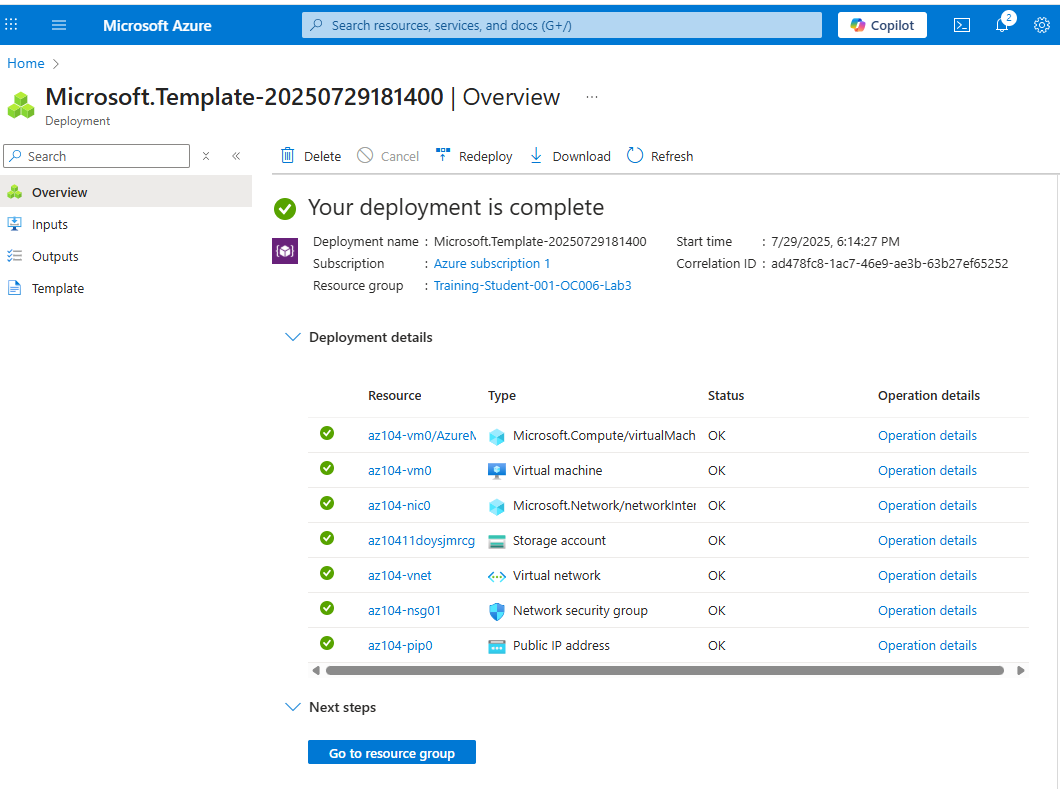 Microsoft Azure
Search resources, services, and docs (G+/)
Copilot
2
Home
Microsoft.Template-20250729181400 | Overview ...
Deployment
Search
Overview
Inputs
Outputs
Template
Delete Cancel Redeploy Download Refresh
Your deployment is complete
Deployment name : Microsoft.Template-20250729181400 Start time : 7/29/2025, 6:14:27 PM
Subscription : Azure subscription 1 Correlation ID : ad478fc8-1ac7-46e9-ae3b-63b27ef65252
Resource group : Training-Student-001-OC006-Lab3
Deployment details
Resource Type Status Operation details
az104-vm0/AzureM Microsoft.Compute/virtualMach OK Operation details
az104-vm0 Virtual machine OK Operation details
az104-nic0 Microsoft.Network/networkInter OK Operation details
az10411doysjmrcg Storage account OK Operation details
az104-vnet Virtual network OK Operation details
az104-nsg01 Network security group OK Operation details
az104-pip0 Public IP address OK Operation details
Next steps
Go to resource group